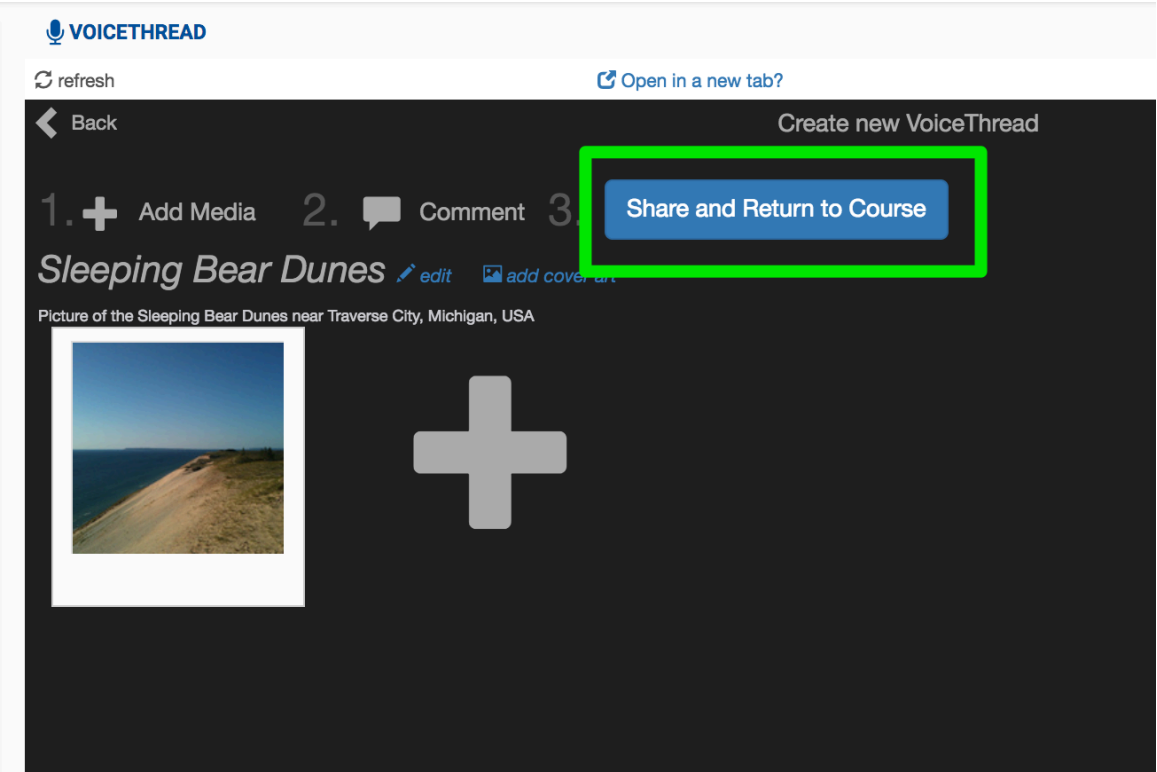 VOICETHREAD
refresh
Open in a new tab?
Back
Create new VoiceThread
1. Add Media 2. Comment 3. Share and Return to Course
Sleeping Bear Dunes edit add cover art
Picture of the Sleeping Bear Dunes near Traverse City, Michigan, USA